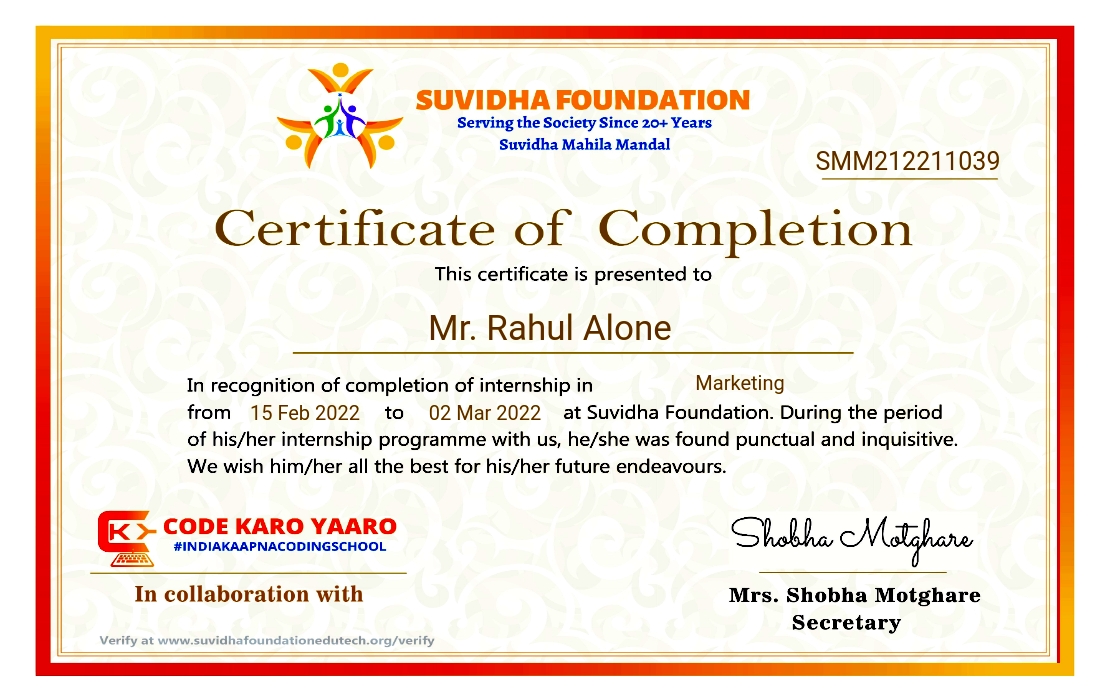 SUVIDHA FOUNDATION
Serving the Society Since 20+ Years
Suvidha Mahila Mandal
SMM212211039
Certificate of Completion
This certificate is presented to
Mr. Rahul Alone
In recognition of completion of internship in Marketing
from 15 Feb 2022 to 02 Mar 2022 at Suvidha Foundation. During the period
of his/her internship programme with us, he/she was found punctual and inquisitive.
We wish him/her all the best for his/her future endeavours.
CK
CODE KARO YAARO
#INDIKAAPNACODINGSCHOOL
In collaboration with
Shobha Motghare
Mrs. Shobha Motghare
Secretary
Verify at www.suvidhafoundationedutech.org/verify